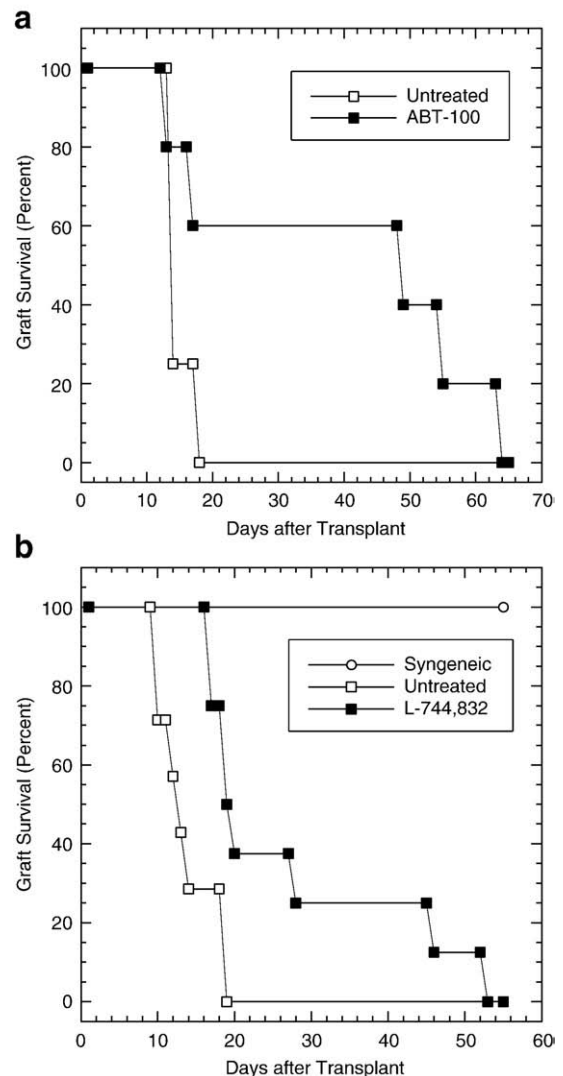 a
100
80
60
40
20
0
Graft Survival (Percent)
Untreated
ABT-100
0 10 20 30 40 50 60 70
Days after Transplant
b
100
80
60
40
20
0
Graft Survival (Percent)
Syngeneic
Untreated
L-744,832
0 10 20 30 40 50 60
Days after Transplant